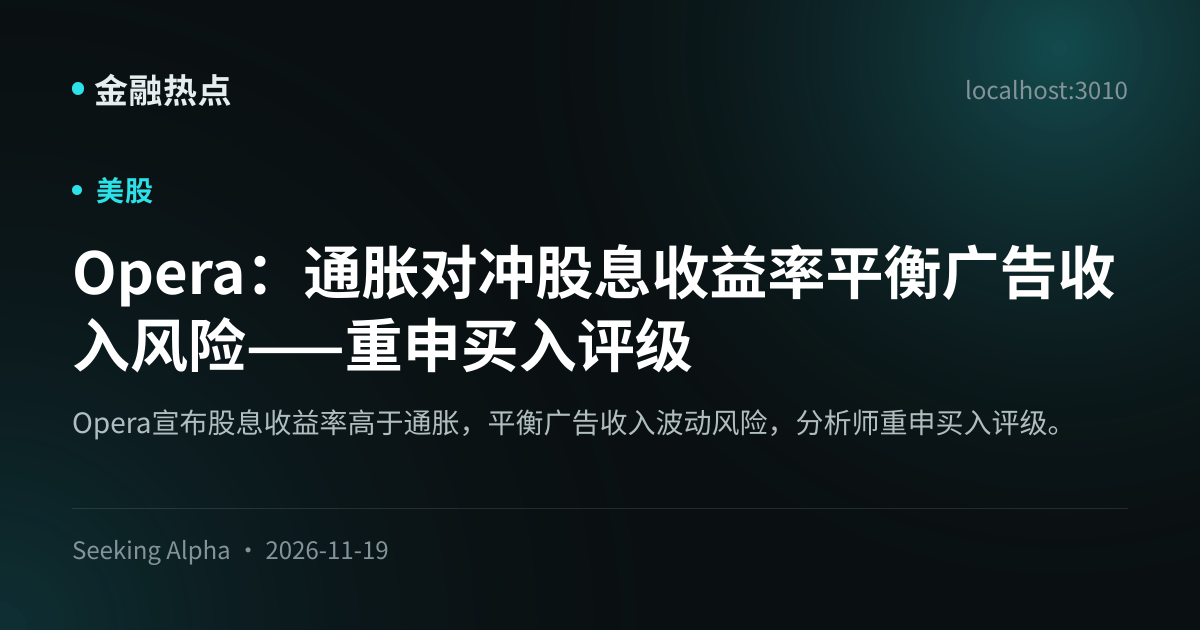 金融热点
localhost:3010
美股
Opera：通胀对冲股息收益率平衡广告收
入风险——重申买入评级
Opera宣布股息收益率高于通胀，平衡广告收入波动风险，分析师重申买入评级。
Seeking Alpha · 2026-11-19